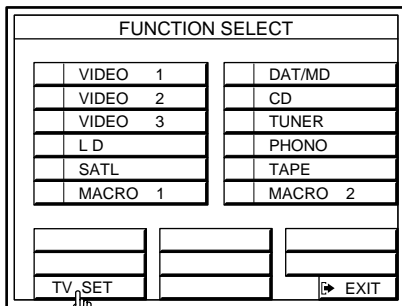 FUNCTION SELECT
VIDEO 1 DAT/MD
VIDEO 2 CD
VIDEO 3 TUNER
L D PHONO
SATL TAPE
MACRO 1 MACRO 2
TV SET EXIT